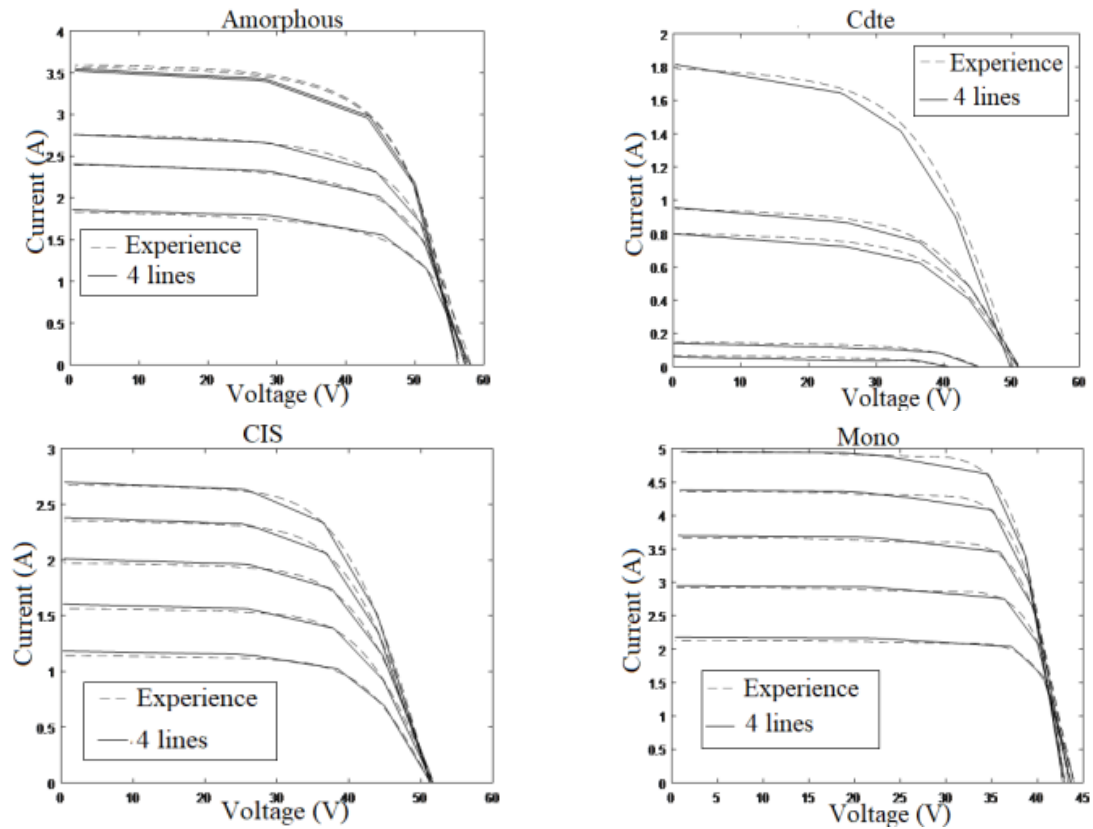 Amorphous
Current (A)
4
3.5
3
2.5
2
1.5
1
0.5
0
Experience
4 lines
0 10 20 30 40 50 60
Voltage (V)
Cdte
Current (A)
2
1.8
1.6
1.4
1.2
1
0.8
0.6
0.4
0.2
0
Experience
4 lines
0 10 20 30 40 50 60
Voltage (V)
CIS
Current (A)
3
2.5
2
1.5
1
0.5
0
Experience
4 lines
0 10 20 30 40 50 60
Voltage (V)
Mono
Current (A)
5
4.5
4
3.5
3
2.5
2
1.5
1
0.5
0
Experience
4 lines
0 5 10 15 20 25 30 35 40 45
Voltage (V)